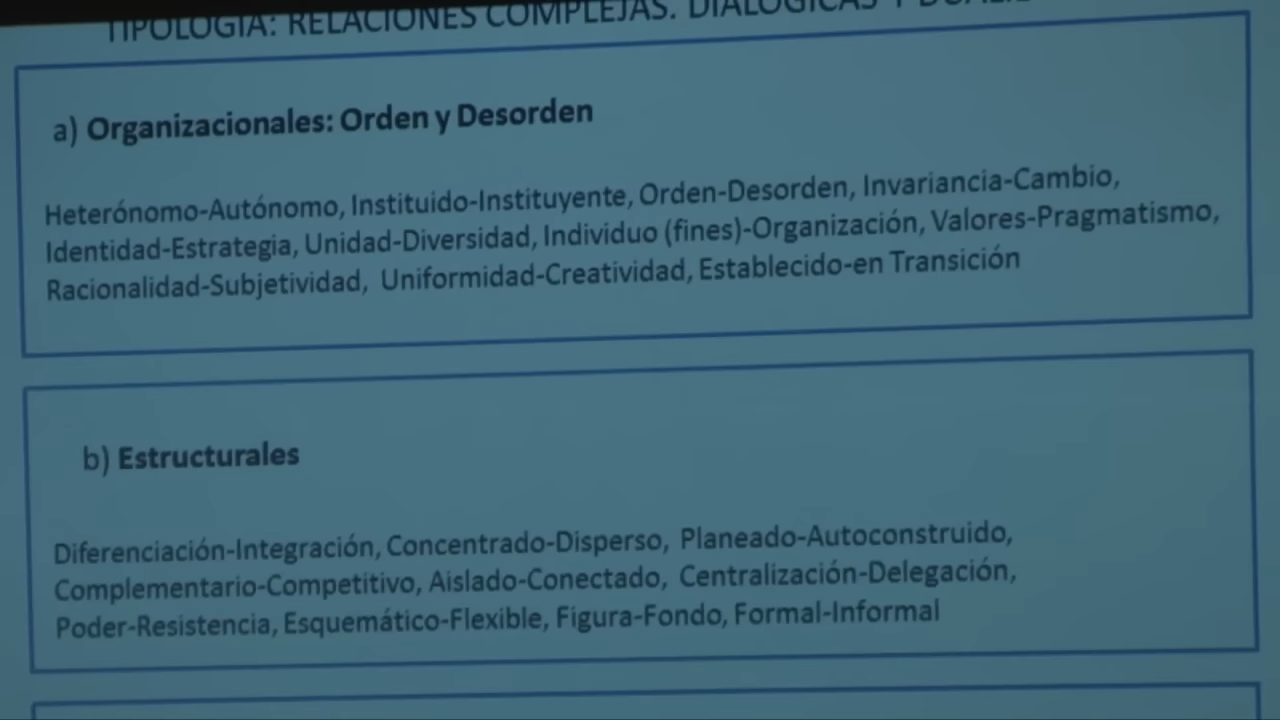 TIPOLOGÍA: RELACIONES COMPLEJAS. DIALÓGICAS Y
a) Organizacionales: Orden y Desorden
Heterónomo-Autónomo, Instituido-Instituyente, Orden-Desorden, Invariancia-Cambio,
Identidad-Estrategia, Unidad-Diversidad, Individuo (fines)-Organización, Valores-Pragmatismo,
Racionalidad-Subjetividad, Uniformidad-Creatividad, Establecido-en Transición
b) Estructurales
Diferenciación-Integración, Concentrado-Disperso, Planeado-Autoconstruido,
Complementario-Competitivo, Aislado-Conectado, Centralización-Delegación,
Poder-Resistencia, Esquemático-Flexible, Figura-Fondo, Formal-Informal